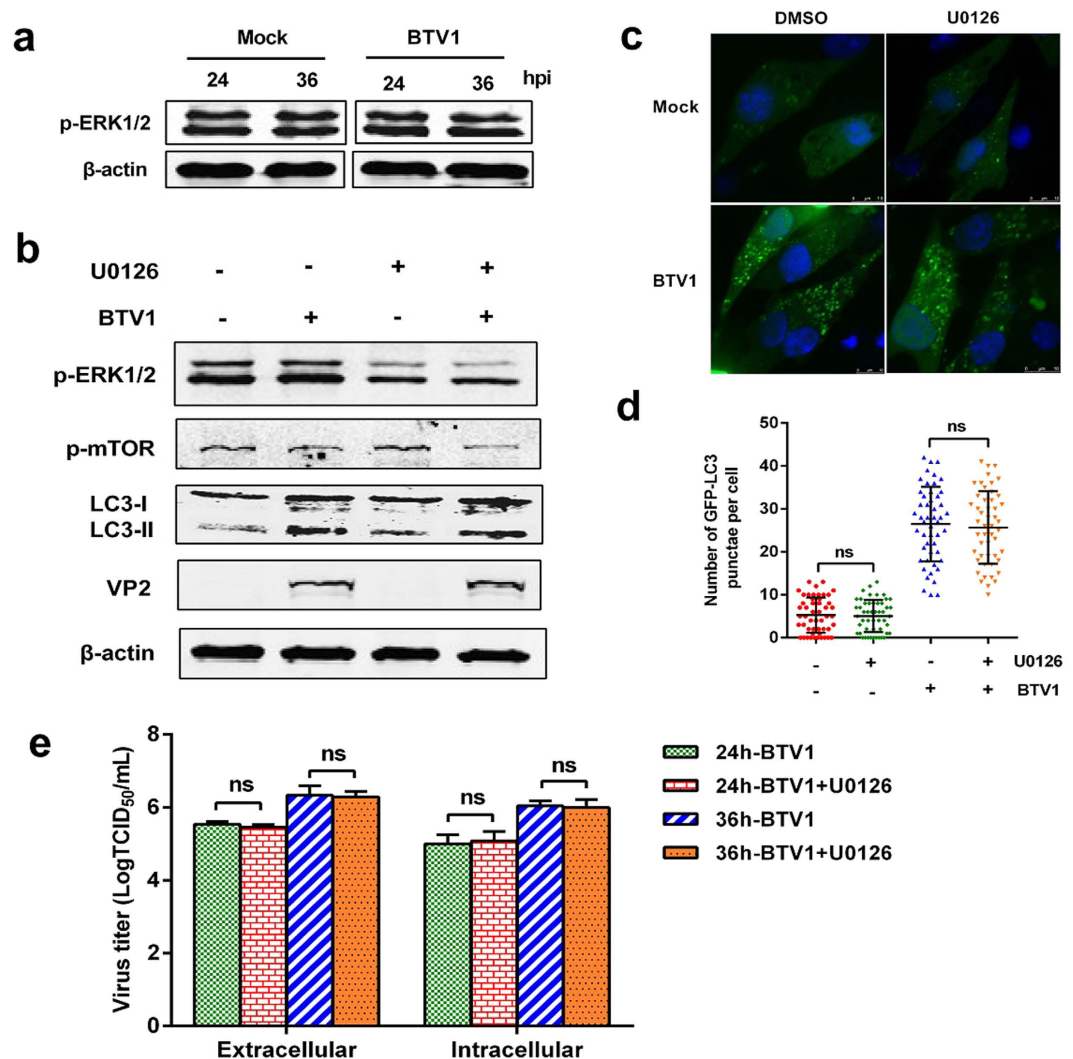 a
Mock BTV1
24 36 24 36 hpi
p-ERK1/2
β-actin
b
U0126 - - + +
BTV1 - + - +
p-ERK1/2
p-mTOR
LC3-I
LC3-II
VP2
β-actin
c
DMSO U0126
Mock
BTV1
d
Number of GFP-LC3
punctae per cell
50
40
30
20
10
0
ns
ns
- + - + U0126
- - + + BTV1
e
Virus titer (LogTCID50/mL)
8
6
4
2
0
ns ns ns ns
Extracellular Intracellular
24h-BTV1
24h-BTV1+U0126
36h-BTV1
36h-BTV1+U0126